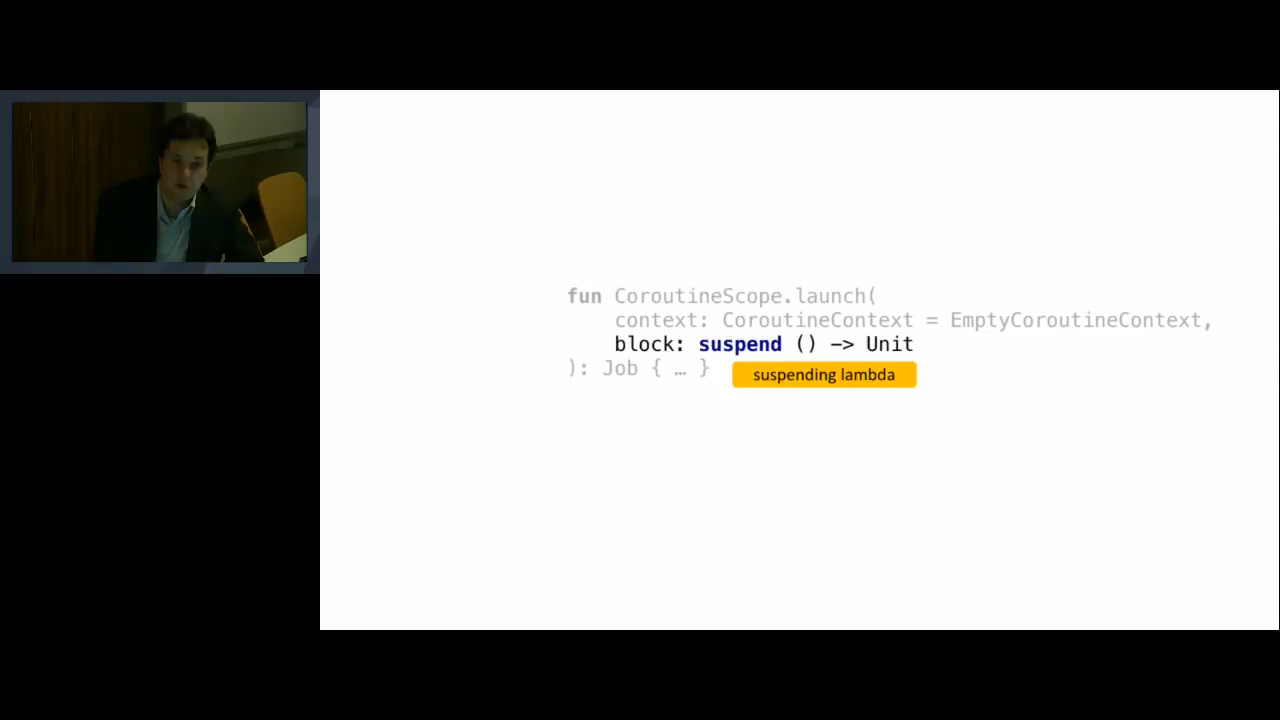 fun CoroutineScope.launch(
context: CoroutineContext = EmptyCoroutineContext,
block: suspend () –> Unit
): Job { … }
suspending lambda